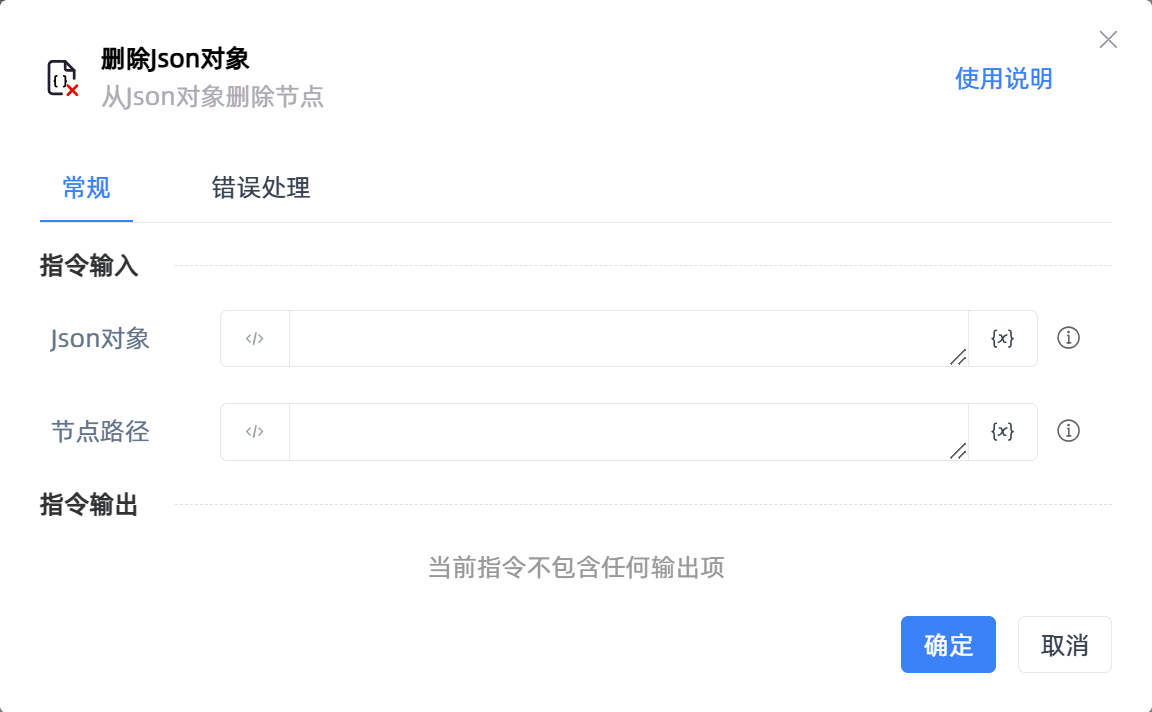 删除Json对象
从Json对象删除节点
使用说明
常规
错误处理
指令输入
Json对象
</>
{x}
节点路径
</>
{x}
指令输出
当前指令不包含任何输出项
确定
取消